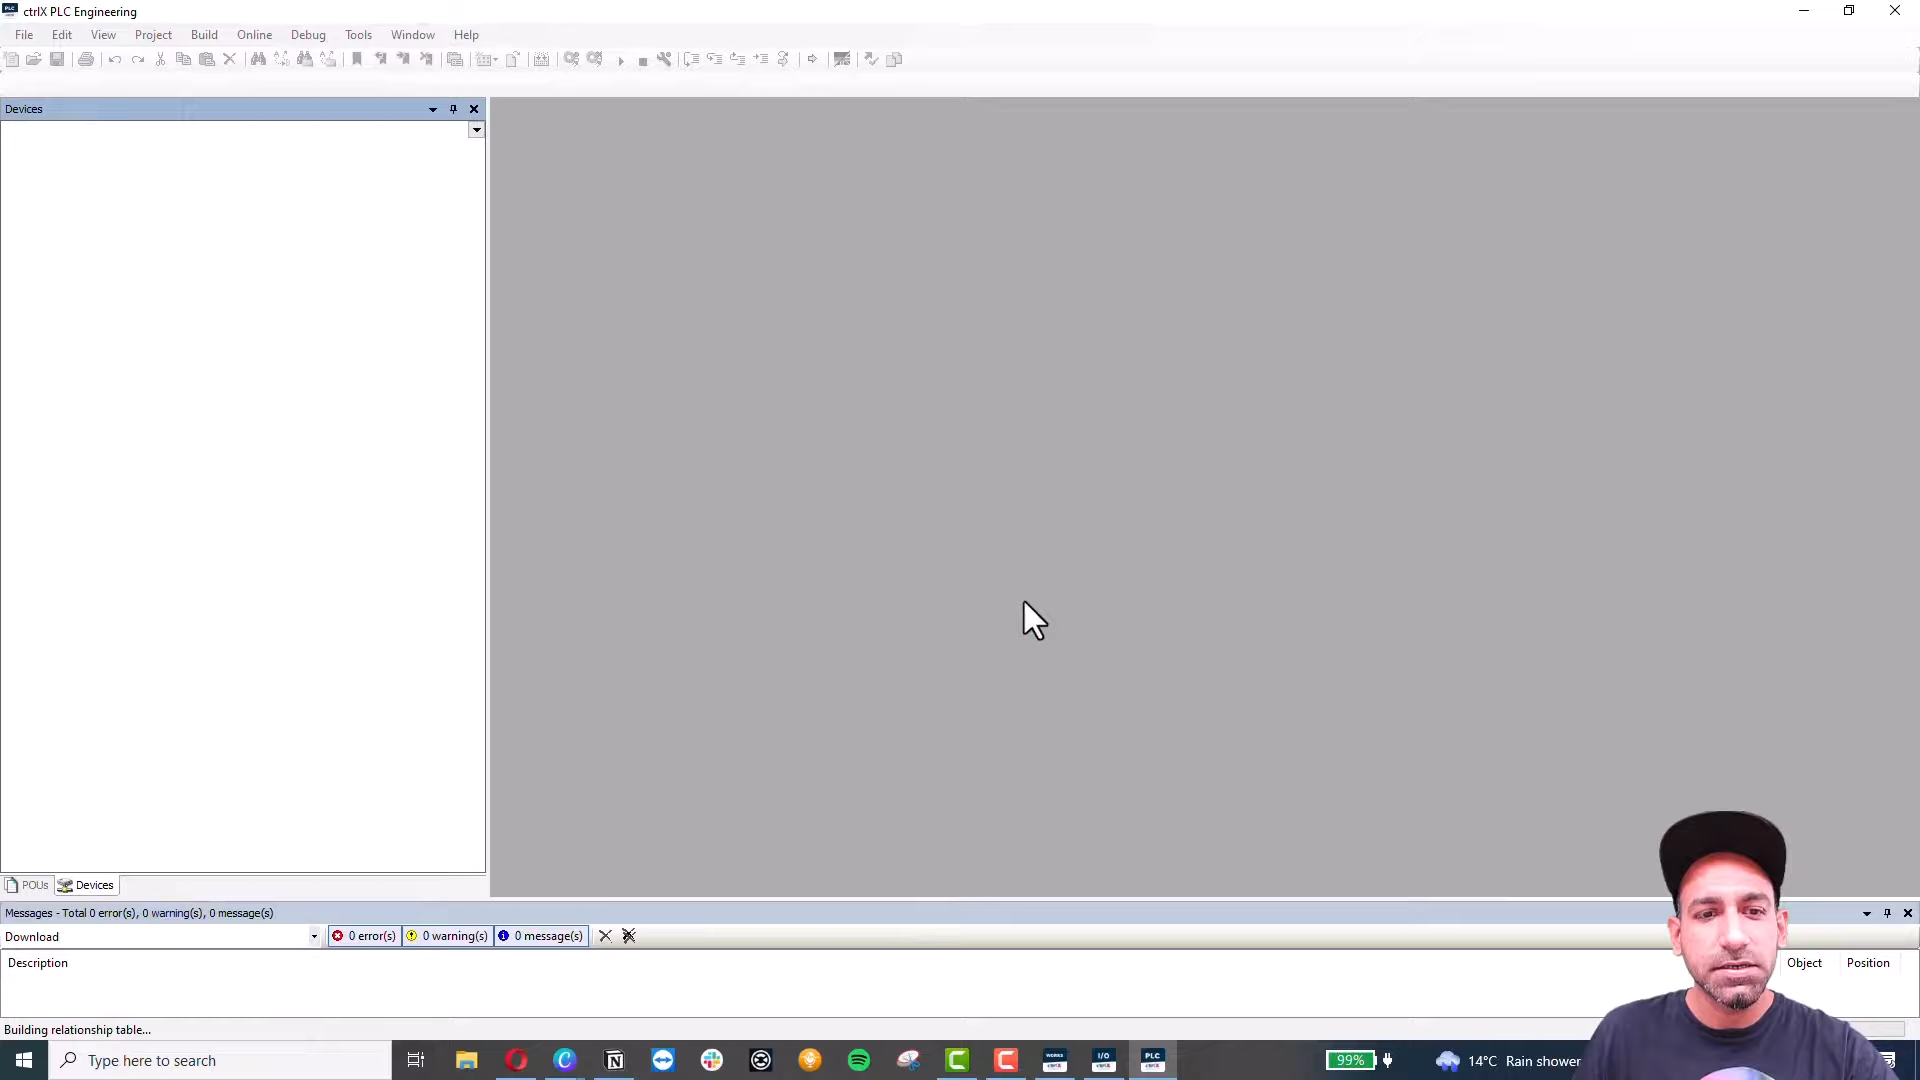 ctrlX PLC Engineering
File Edit View Project Build Online Debug Tools Window Help
Devices
POUs Devices
Messages - Total 0 error(s), 0 warning(s), 0 message(s)
Download 0 error(s) 0 warning(s) 0 message(s)
Description Object Position
Building relationship table...
Type here to search WORKS I/O PLC 99% 14°C Rain shower